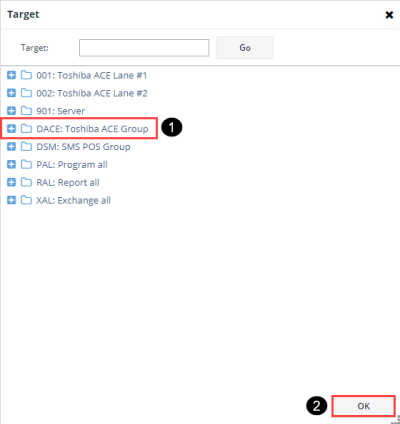 Target
Target:
Go
001: Toshiba ACE Lane #1
002: Toshiba ACE Lane #2
901: Server
DACE: Toshiba ACE Group 1
DSM: SMS POS Group
PAL: Program all
RAL: Report all
XAL: Exchange all
2 OK